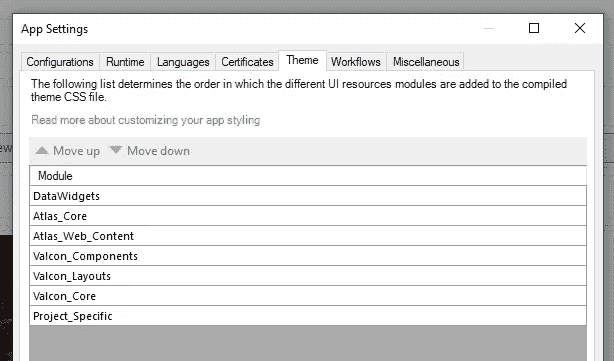 App Settings
Configurations Runtime Languages Certificates Theme Workflows Miscellaneous
The following list determines the order in which the different UI resources modules are added to the compiled
theme CSS file.
Read more about customizing your app styling
Move up Move down
Module
DataWidgets
Atlas_Core
Atlas_Web_Content
Valcon_Components
Valcon_Layouts
Valcon_Core
Project_Specific